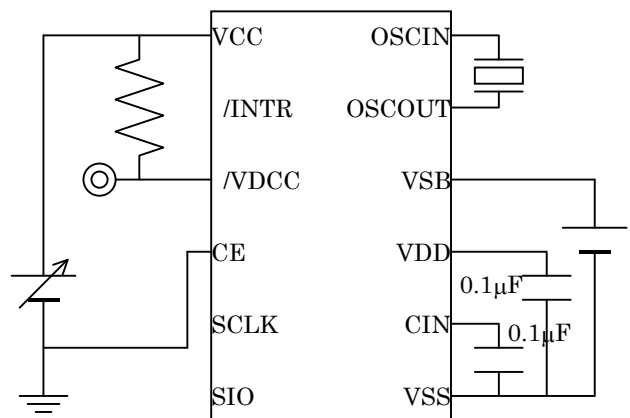 VCC OSCIN
/INTR OSCOUT
/VDCC VSB
CE VDD
0.1μF
SCLK CIN
0.1μF
SIO VSS